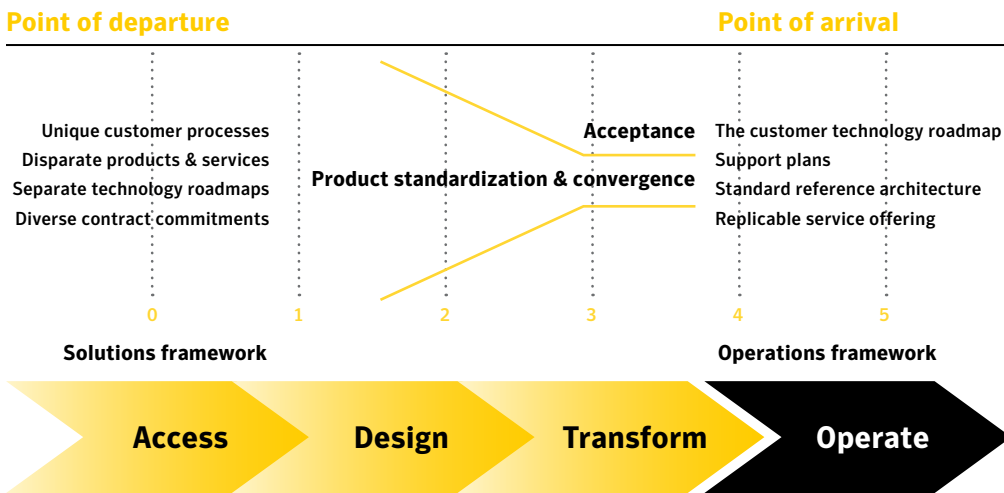 Point of departure
Point of arrival
Unique customer processes
Disparate products & services
Separate technology roadmaps
Diverse contract commitments
Acceptance
Product standardization & convergence
The customer technology roadmap
Support plans
Standard reference architecture
Replicable service offering
0
1
2
3
4
5
Solutions framework
Operations framework
Access
Design
Transform
Operate